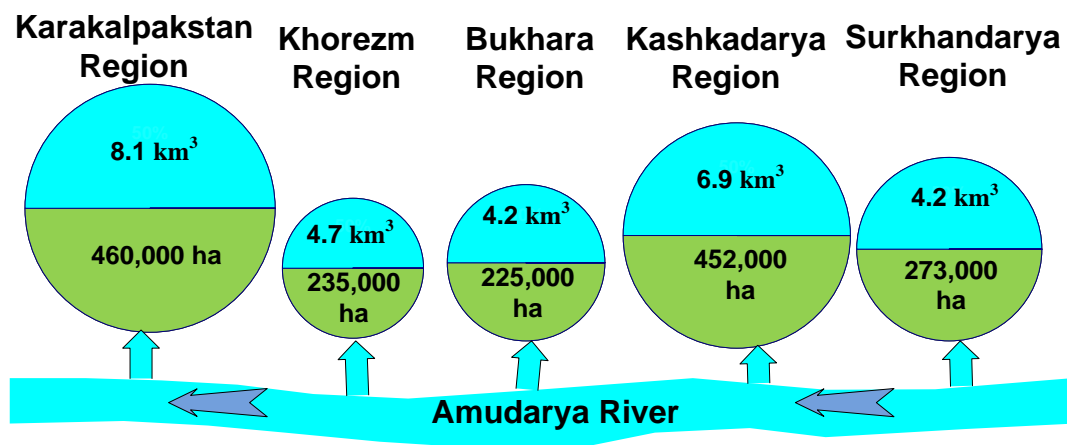 Karakalpakstan
Region
Khorezm
Region
Bukhara
Region
Kashkadarya
Region
Surkhandarya
Region
8.1 km³
460,000 ha
4.7 km³
235,000
ha
4.2 km³
225,000
ha
6.9 km³
452,000
ha
4.2 km³
273,000
ha
Amudarya River